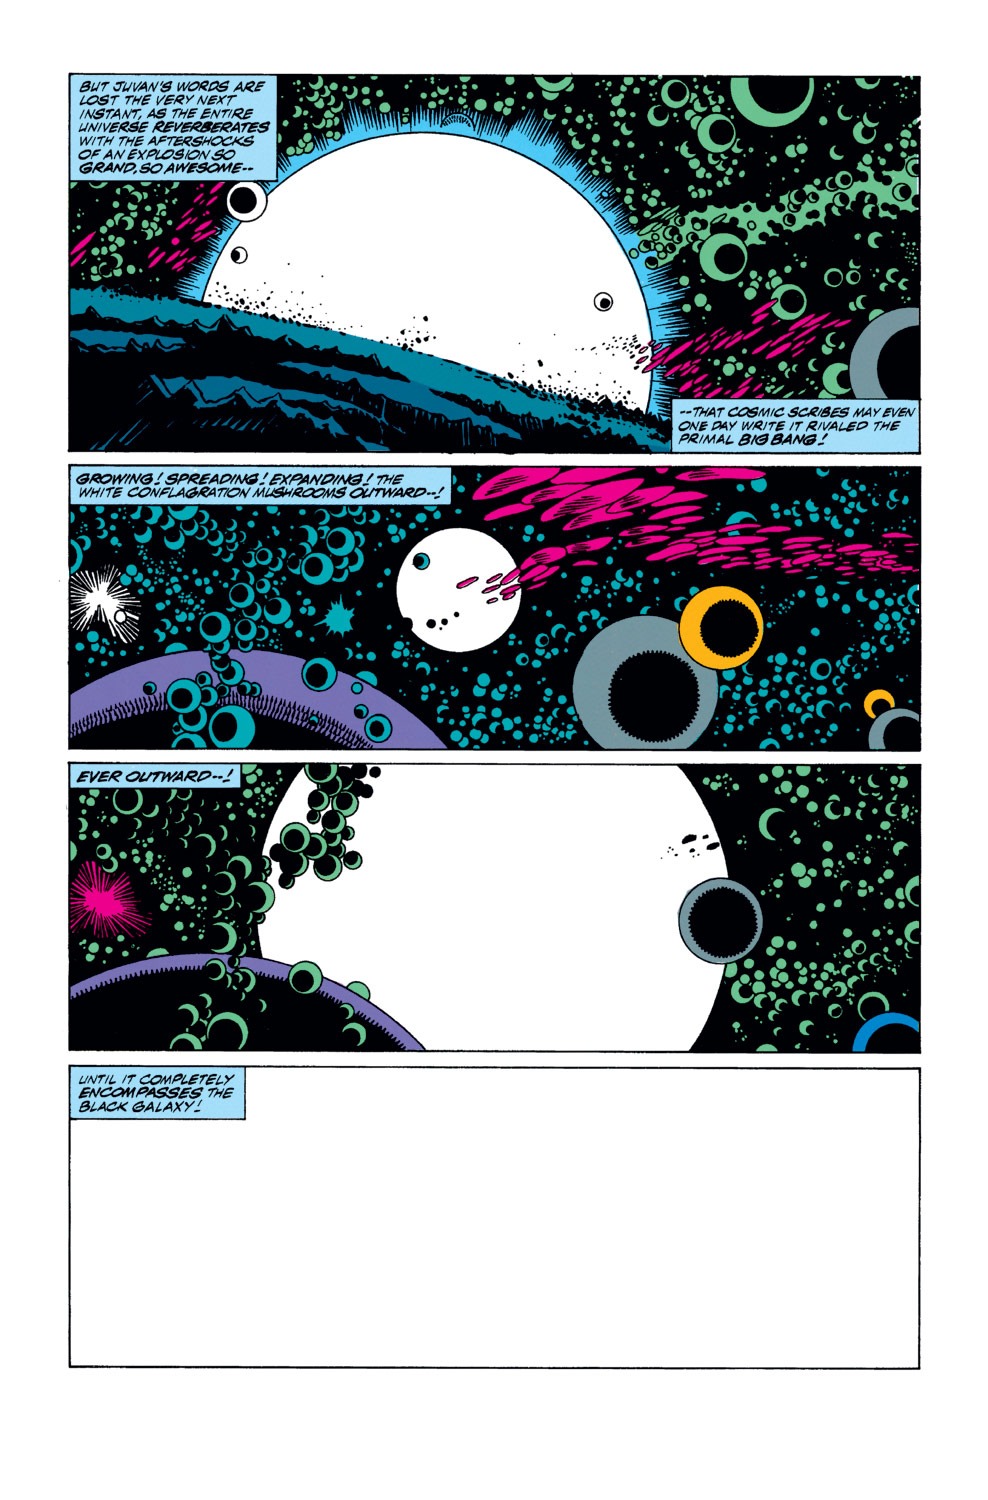 BUT JUVAN'S WORDS ARE
LOST THE VERY NEXT
INSTANT, AS THE ENTIRE
UNIVERSE REVERBERATES
WITH THE AFTERSHOCKS
OF AN EXPLOSION SO
GRAND, SO AWESOME--
--THAT COSMIC SCRIBES MAY EVEN
ONE DAY WRITE IT RIVALED THE
PRIMAL BIG BANG!
GROWING! SPREADING! EXPANDING! THE
WHITE CONFLAGRATION MUSHROOMS OUTWARD--!
EVER OUTWARD--!
UNTIL IT COMPLETELY
ENCOMPASSES THE
BLACK GALAXY!